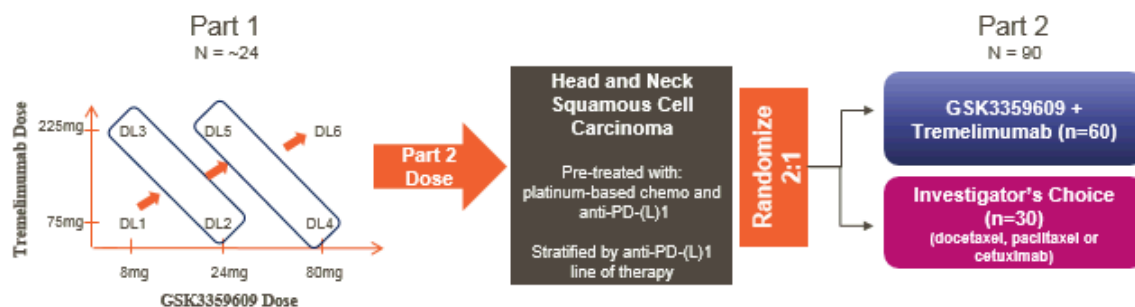 Part 1
N = ~24
Tremelimumab Dose
225mg
75mg
DL3
DL5
DL6
DL1
DL2
DL4
8mg
24mg
80mg
GSK3359609 Dose
Part 2
Dose
Head and Neck
Squamous Cell
Carcinoma
Pre-treated with:
platinum-based chemo and
anti-PD-(L)1
Stratified by anti-PD-(L)1
line of therapy
Randomize
2:1
Part 2
N = 90
GSK3359609 +
Tremelimumab (n=60)
Investigator's Choice
(n=30)
(docetaxel, paclitaxel or
cetuximab)